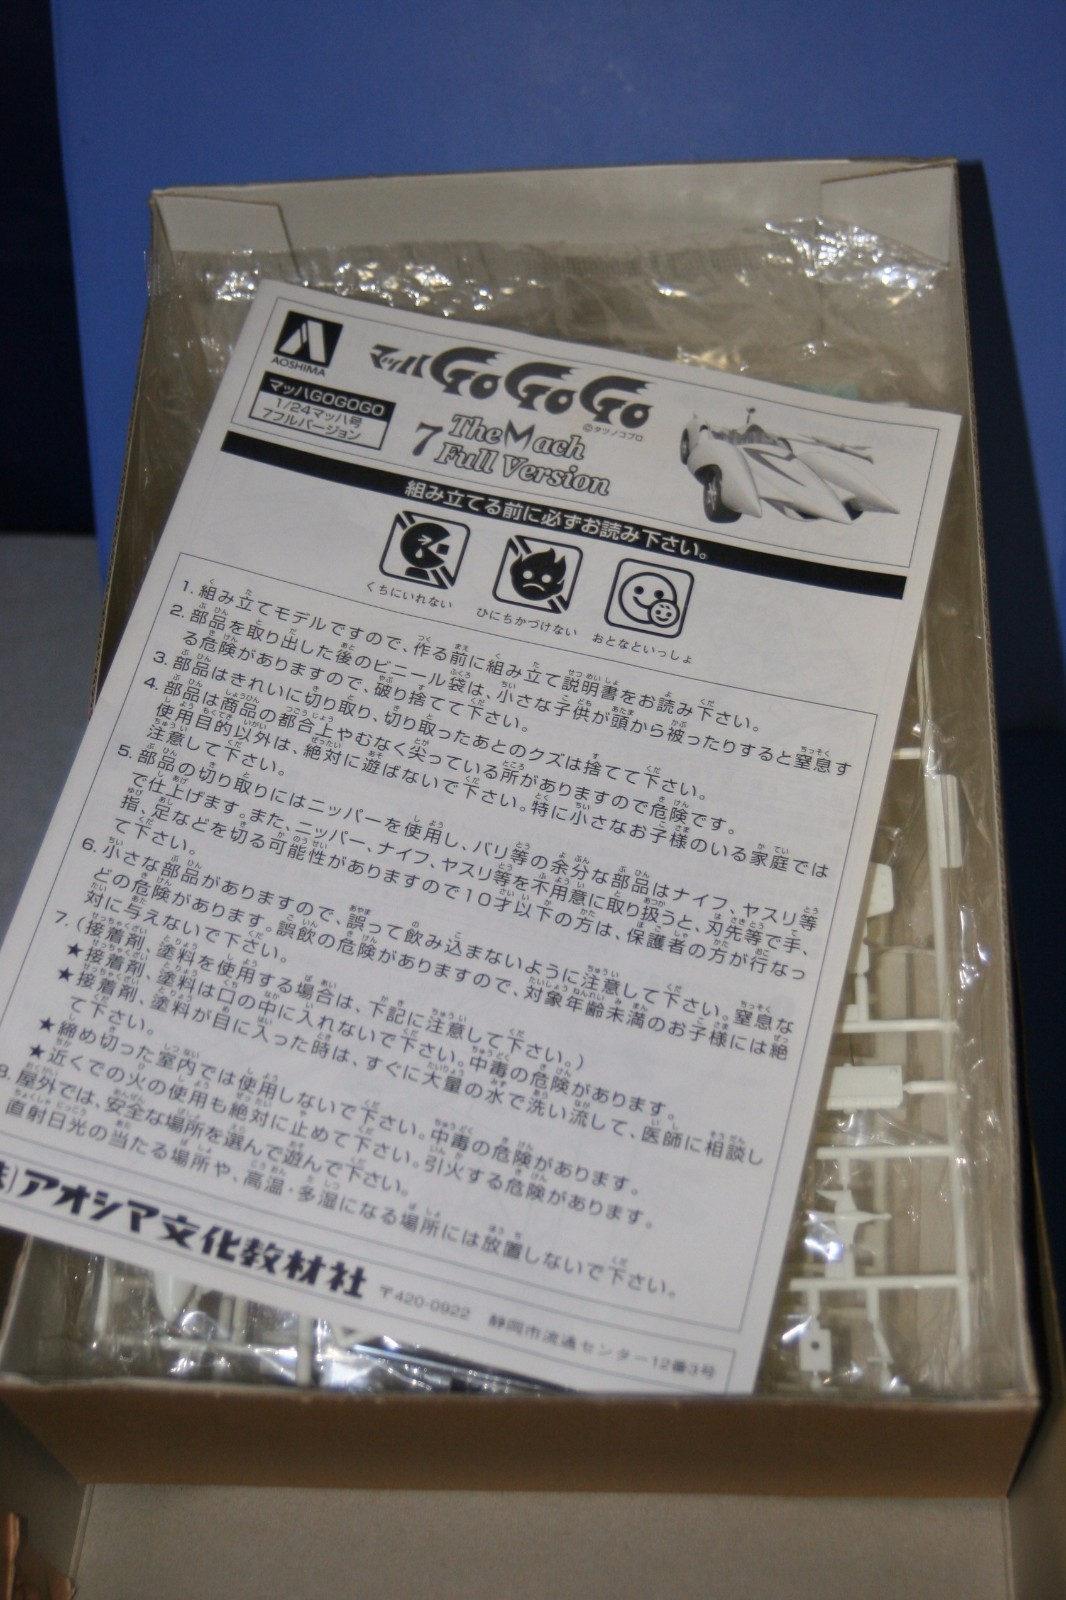 AOSHIMA
マッハGoGoGo
©タツノコプロ
マッハGOGOGO
1/24マッハ号
7フルバージョン
The Mach
7 Full Version
組み立てる前に必ずお読み下さい。
くちにいれない
ひにちかづけない
おとなといっしょ
1. 組み立てモデルですので、作る前に組み立て説明書をお読み下さい。
2. 部品を取り出した後のビニール袋は、小さな子供が頭から被ったりすると窒息す
る危険がありますので、破り捨てて下さい。
3. 部品はきれいに切り取り、切り取ったあとのクズは捨てて下さい。
4. 部品は商品の都合上やむなく尖っている所がありますので危険です。
使用目的以外は、絶対に遊ばないで下さい。特に小さなお子様のいる家庭では
注意して下さい。
5. 部品の切り取りにはニッパーを使用し、バリ等の余分な部品はナイフ、ヤスリ等
で仕上げます。また、ニッパー、ナイフ、ヤスリ等を不用意に取り扱うと、刃先等で手、
指、足などを切る可能性がありますので10才以下の方は、保護者の方が行なっ
て下さい。
6. 小さな部品がありますので、誤って飲み込まないように注意して下さい。窒息な
どの危険があります。誤飲の危険がありますので、対象年齢未満のお子様には絶
対に与えないで下さい。
7. (接着剤、塗料を使用する場合は、下記に注意して下さい。)
★接着剤、塗料は口の中に入れないで下さい。中毒の危険があります。
★接着剤、塗料が目に入った時は、すぐに大量の水で洗い流して、医師に相談し
て下さい。
★締め切った室内では使用しないで下さい。中毒の危険があります。
★近くでの火の使用も絶対に止めて下さい。引火する危険があります。
8. 屋外では、安全な場所を選んで遊んで下さい。
直射日光の当たる場所や、高温・多湿になる場所には放置しないで下さい。
株)アオシマ文化教材社 〒420-0922 静岡市流通センター12番3号